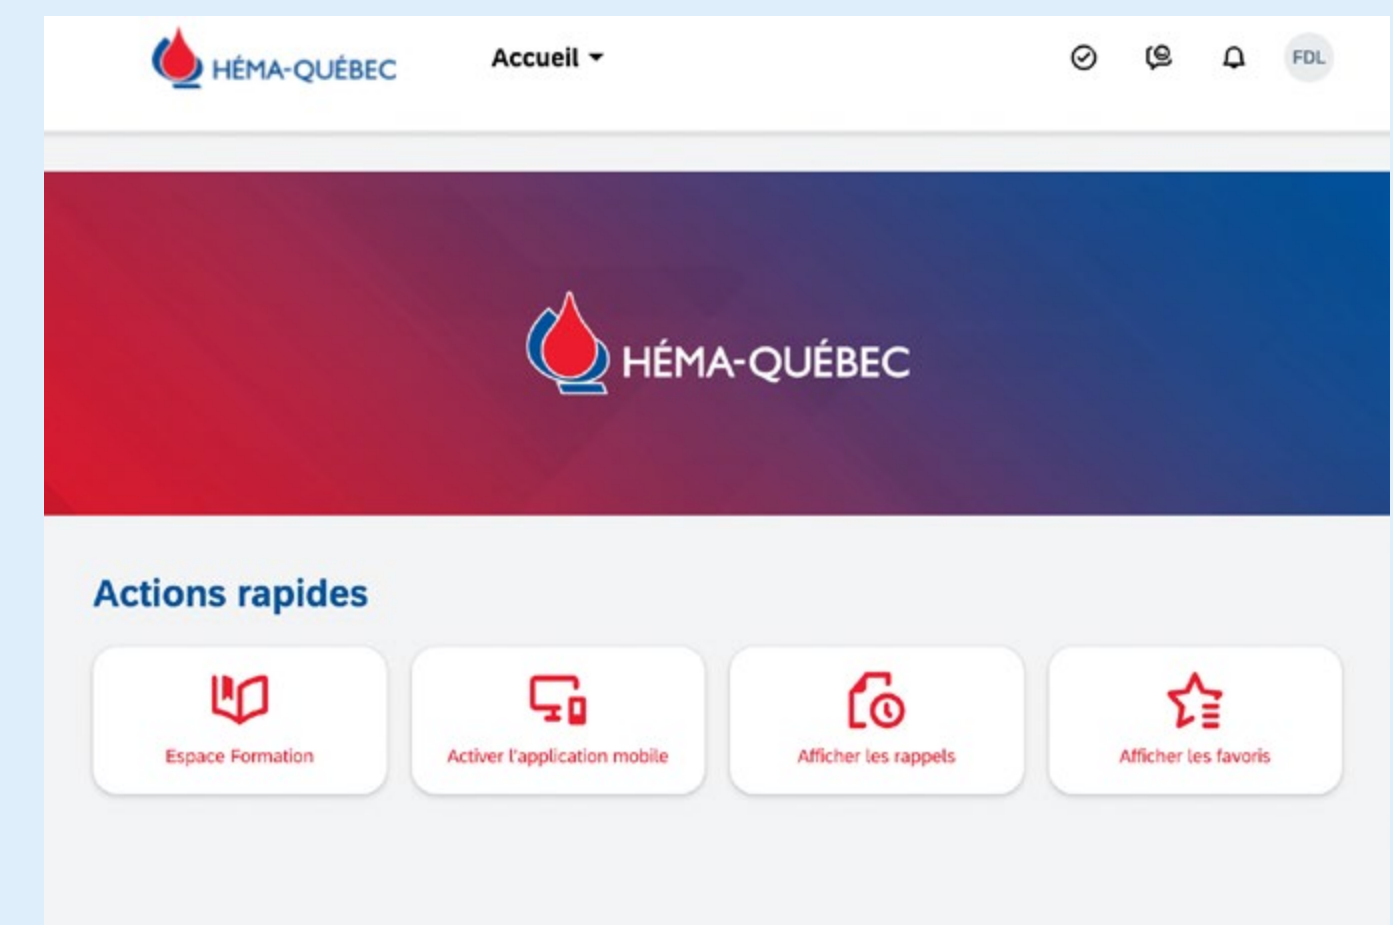 HÉMA-QUÉBEC
Accueil
FDL
HÉMA-QUÉBEC
Actions rapides
Espace Formation
Activer l'application mobile
Afficher les rappels
Afficher les favoris